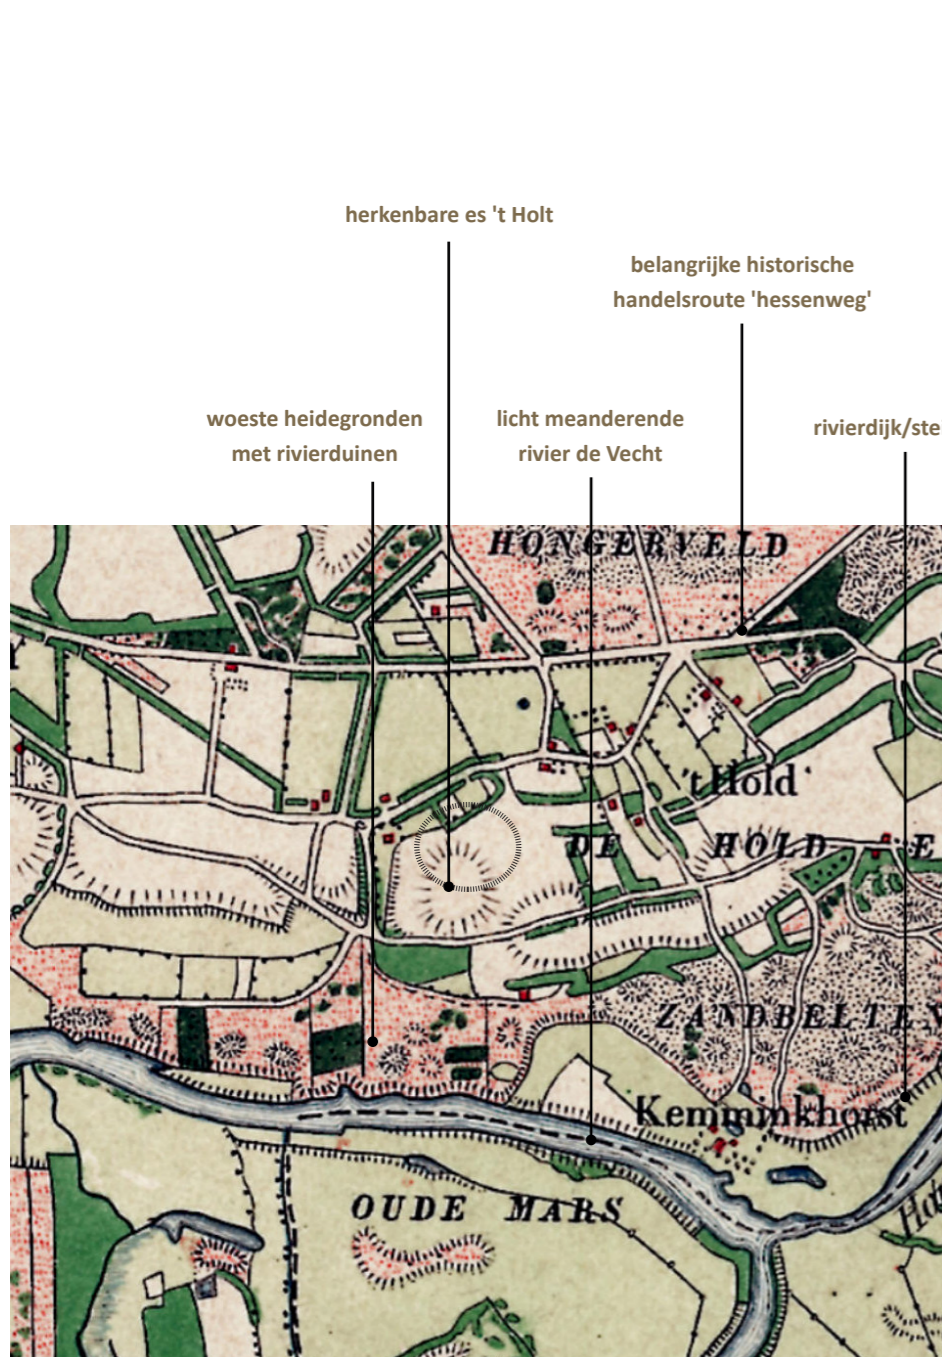 herkenbare es 't Holt
belangrijke historische
handelsroute 'hessenweg'
woeste heidegronden
met rivierduinen
licht meanderende
rivier de Vecht
rivierdijk/ste
HONGERVELD
't Hold
DE HOLD E
ZANDBELTEN
Kemminkhorst
OUDE MARS